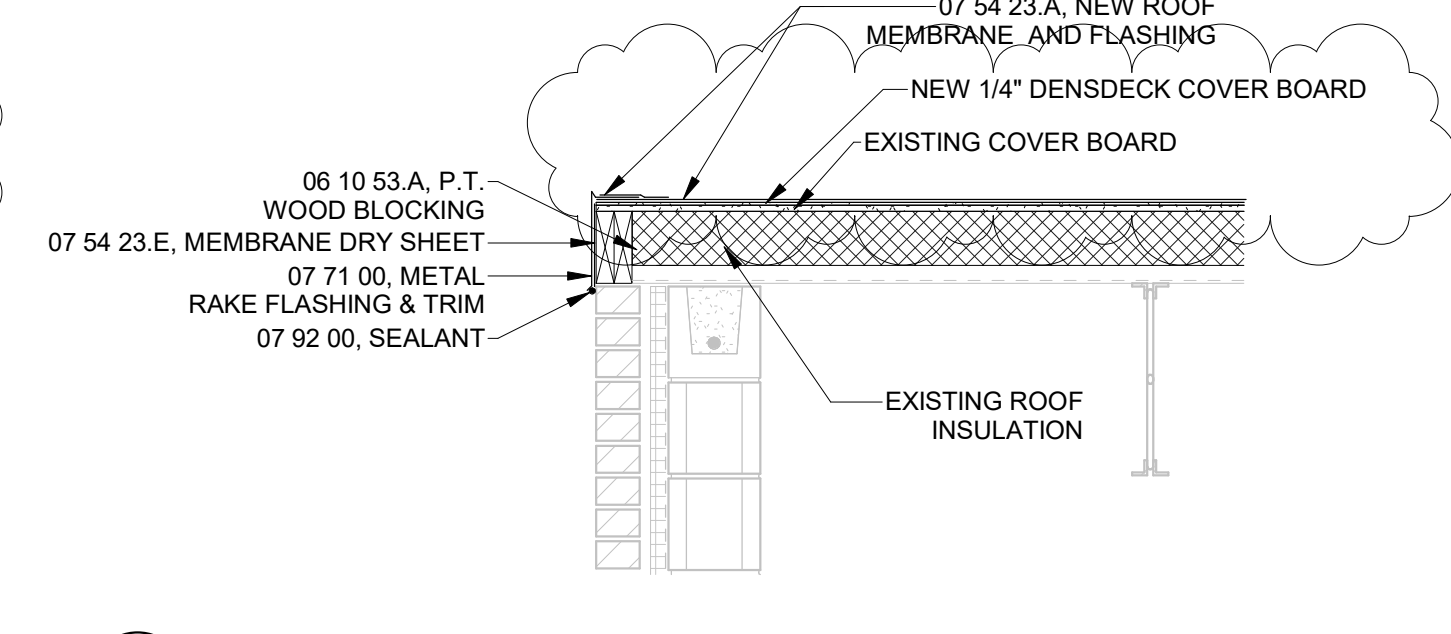 07 54 23.A, NEW ROOF
MEMBRANE AND FLASHING
NEW 1/4" DENSDECK COVER BOARD
EXISTING COVER BOARD
06 10 53.A, P.T.
WOOD BLOCKING
07 54 23.E, MEMBRANE DRY SHEET
07 71 00, METAL
RAKE FLASHING & TRIM
07 92 00, SEALANT
EXISTING ROOF
INSULATION